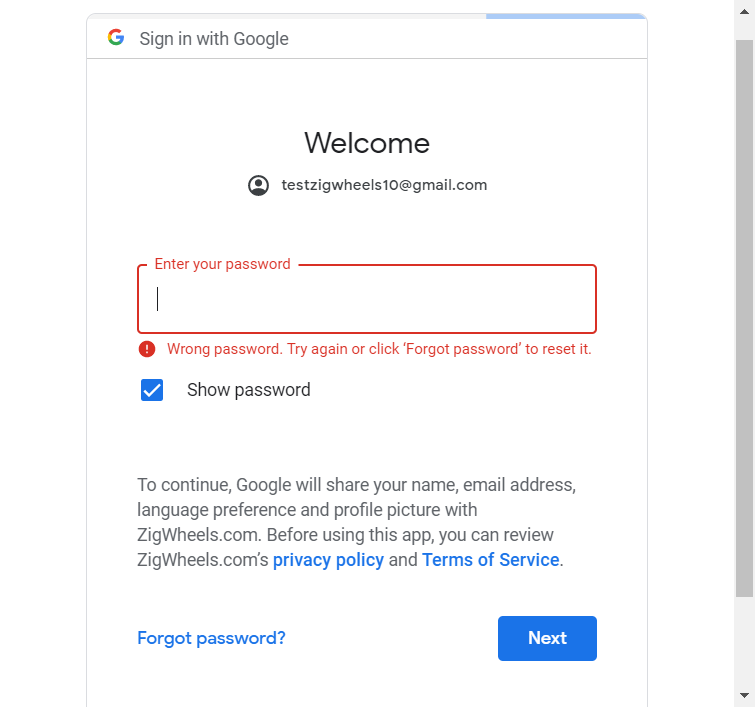 Sign in with Google
Welcome
testzigwheels10@gmail.com
Enter your password
Wrong password. Try again or click ‘Forgot password’ to reset it.
Show password
To continue, Google will share your name, email address,
language preference and profile picture with
ZigWheels.com. Before using this app, you can review
ZigWheels.com’s privacy policy and Terms of Service.
Forgot password?
Next